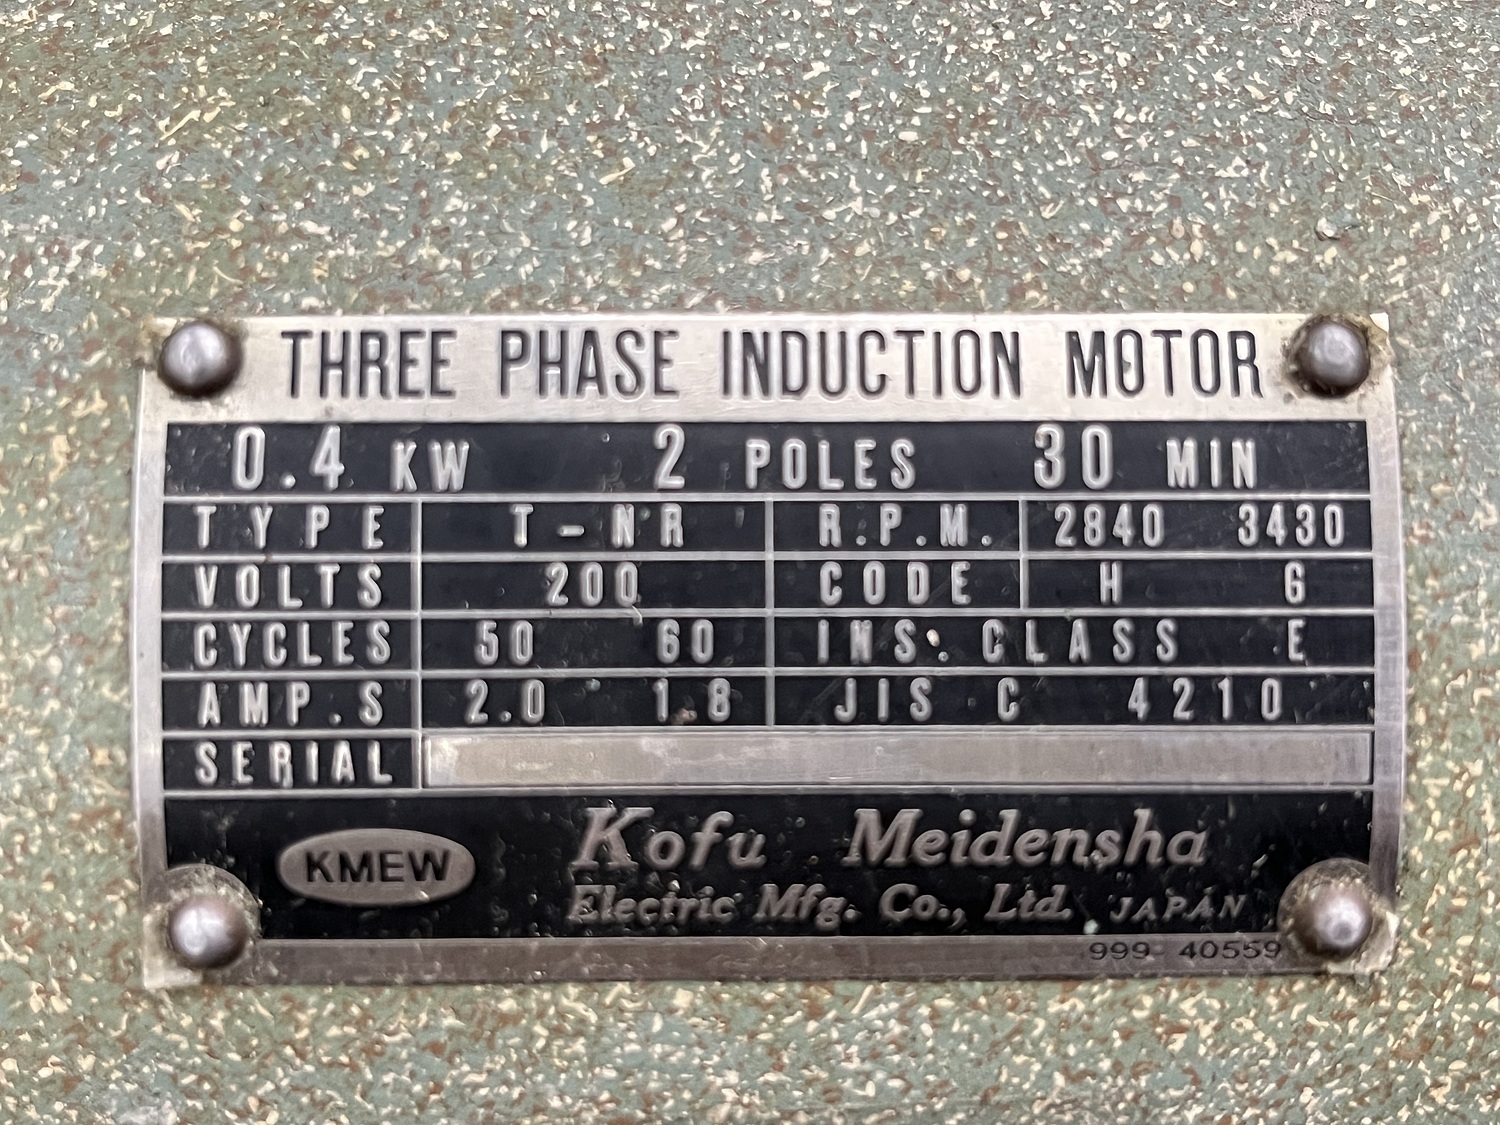 THREE PHASE INDUCTION MOTOR
0.4 KW 2 POLES 30 MIN
TYPE T-NR R.P.M. 2840 3430
VOLTS 200 CODE H G
CYCLES 50 60 INS. CLASS E
AMP.S 2.0 1.8 JIS C 4210
SERIAL
KMEW Kofu Meidensha
Electric Mfg. Co., Ltd. JAPAN
999-40559